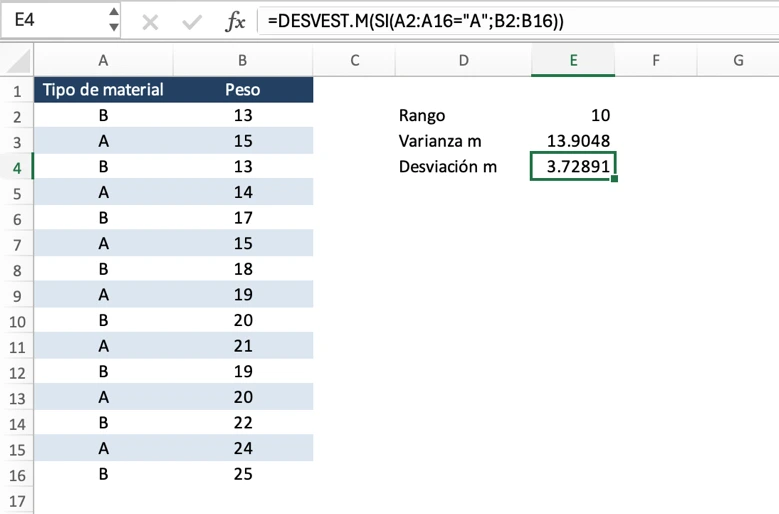 E4 fx =DESVEST.M(SI(A2:A16="A";B2:B16))
A B C D E F G
1 Tipo de material Peso
2 B 13 Rango 10
3 A 15 Varianza m 13.9048
4 B 13 Desviación m 3.72891
5 A 14
6 B 17
7 A 15
8 B 18
9 A 19
10 B 20
11 A 21
12 B 19
13 A 20
14 B 22
15 A 24
16 B 25
17